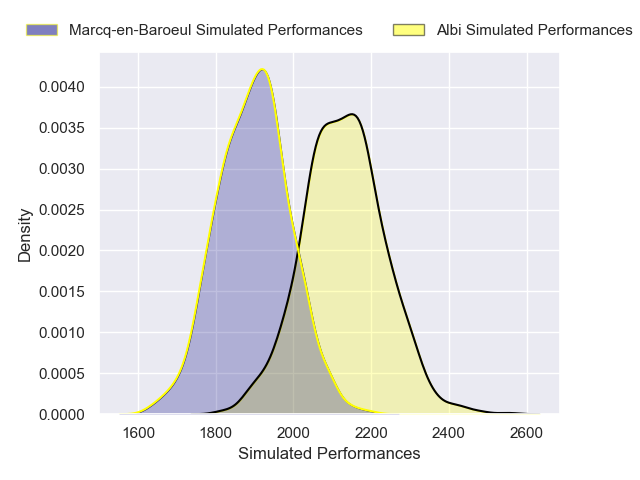 Marcq-en-Baroeul Simulated Performances Albi Simulated Performances
0.0040
0.0035
0.0030
0.0025
0.0020
0.0015
0.0010
0.0005
0.0000
Density
1600 1800 2000 2200 2400 2600
Simulated Performances